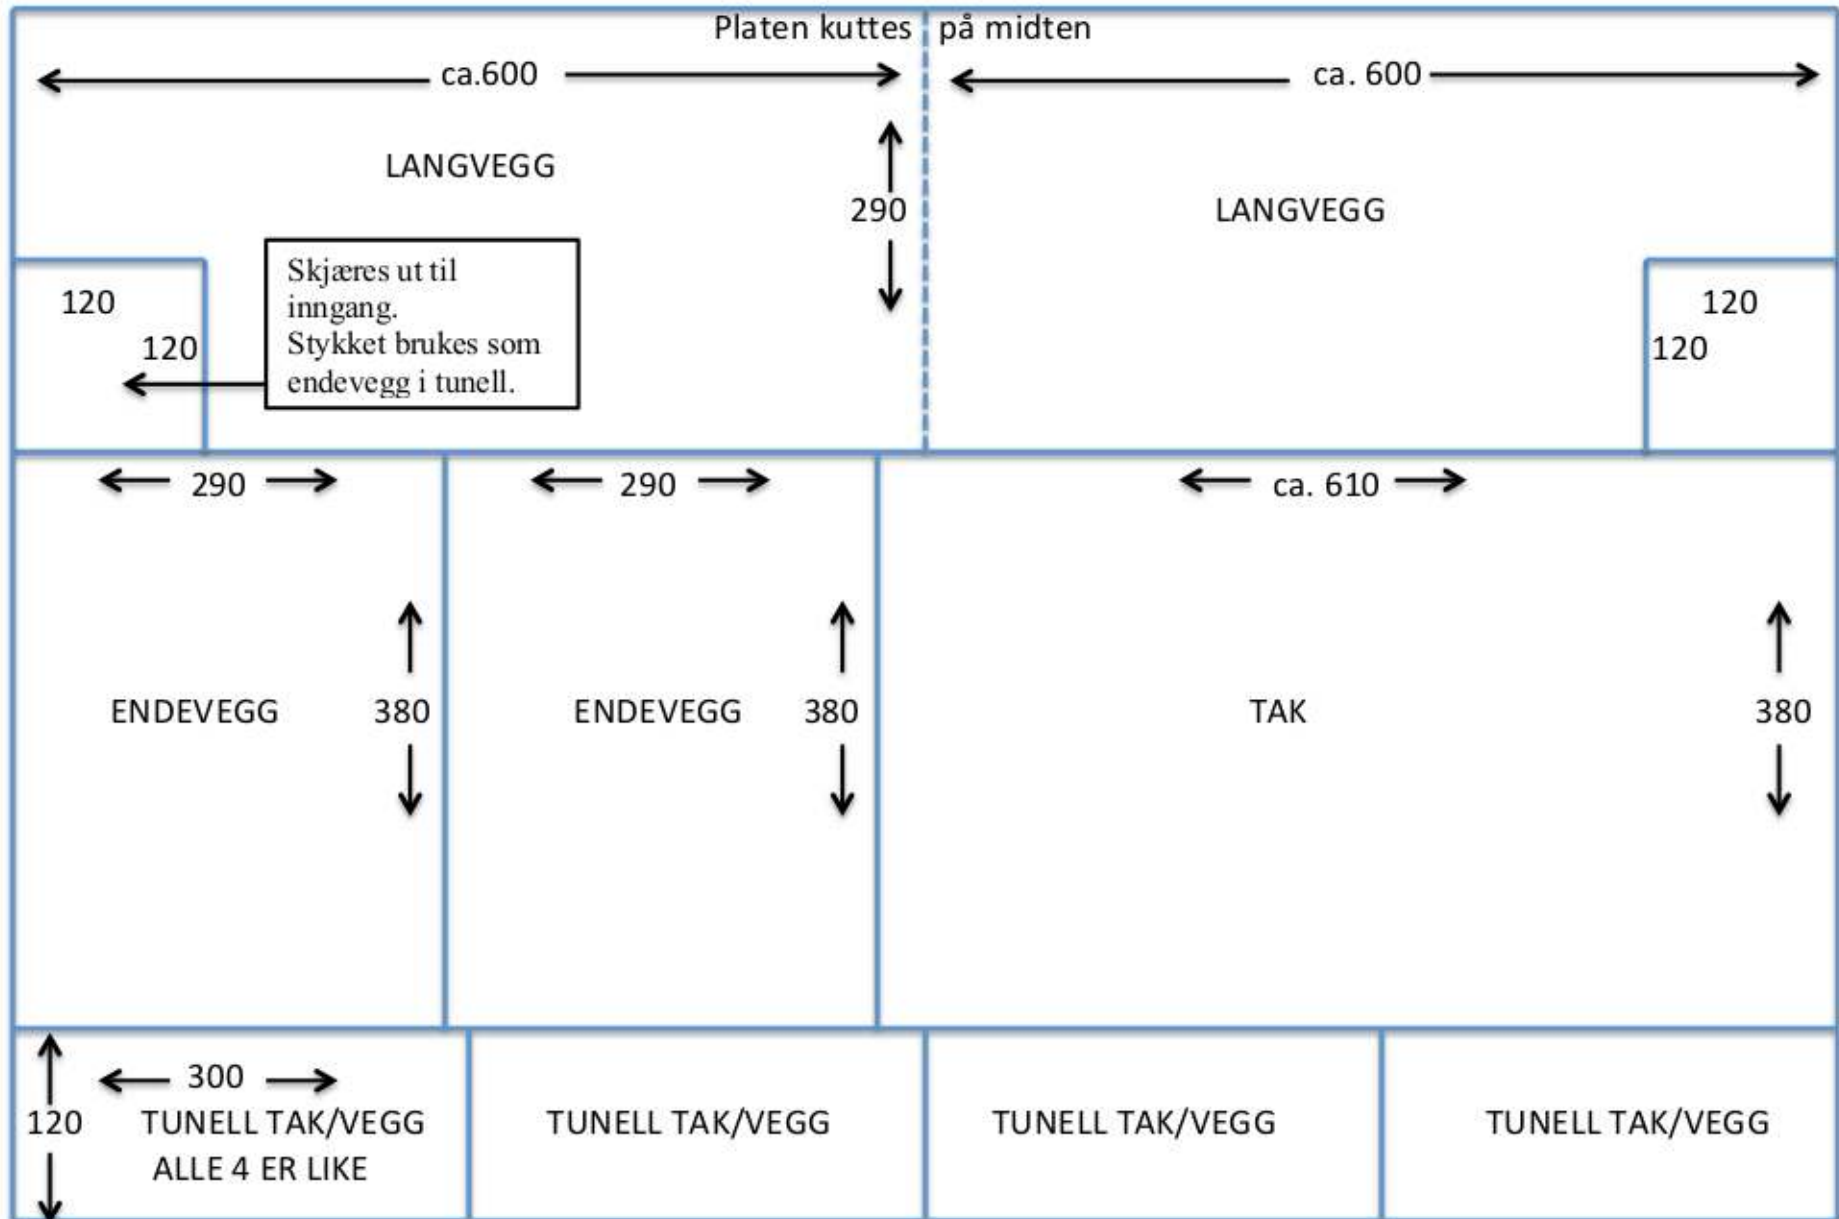 Platen kuttes på midten
ca.600
ca. 600
LANGVEGG
290
LANGVEGG
Skjæres ut til
inngang.
Stykket brukes som
endevegg i tunell.
120
120
120
120
290
290
ca. 610
ENDEVEGG
380
ENDEVEGG
380
TAK
380
300
120
TUNELL TAK/VEGG
ALLE 4 ER LIKE
TUNELL TAK/VEGG
TUNELL TAK/VEGG
TUNELL TAK/VEGG